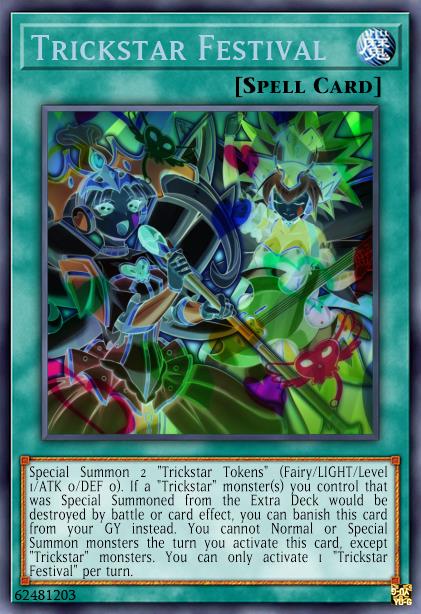 TRICKSTAR FESTIVAL
魔
[SPELL CARD]
Special Summon 2 "Trickstar Tokens" (Fairy/LIGHT/Level
1/ATK 0/DEF 0). If a "Trickstar" monster(s) you control that
was Special Summoned from the Extra Deck would be
destroyed by battle or card effect, you can banish this card
from your GY instead. You cannot Normal or Special
Summon monsters the turn you activate this card, except
"Trickstar" monsters. You can only activate 1 "Trickstar
Festival" per turn.
62481203